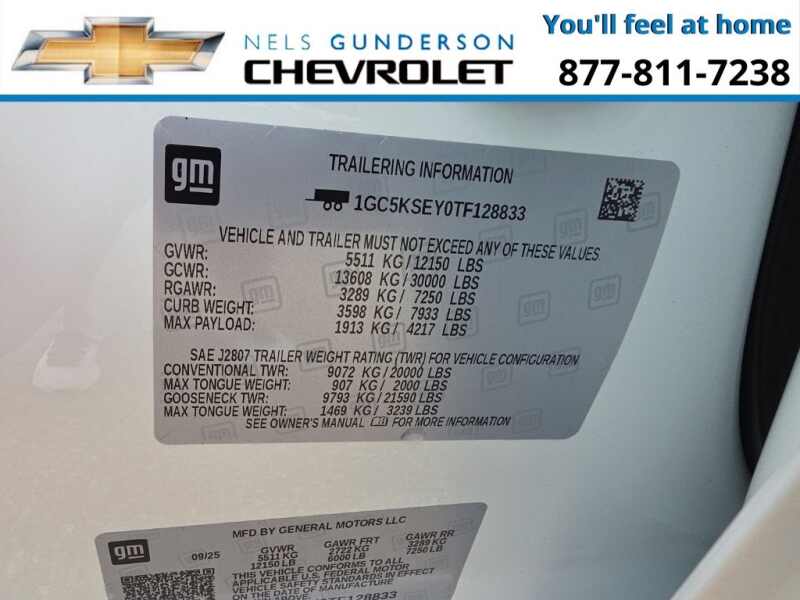 NELS GUNDERSON
CHEVROLET
You'll feel at home
877-811-7238
gm
TRAILERING INFORMATION
1GC5KSEY0TF128833
VEHICLE AND TRAILER MUST NOT EXCEED ANY OF THESE VALUES
GVWR: 5511 KG/12150 LBS
GCWR: 13608 KG/30000 LBS
RGAWR: 3289 KG/ 7250 LBS
CURB WEIGHT: 3598 KG/ 7933 LBS
MAX PAYLOAD: 1913 KG/ 4217 LBS
SAE J2807 TRAILER WEIGHT RATING (TWR) FOR VEHICLE CONFIGURATION
CONVENTIONAL TWR: 9072 KG/20000 LBS
MAX TONGUE WEIGHT: 907 KG/ 2000 LBS
GOOSENECK TWR: 9793 KG/21590 LBS
MAX TONGUE WEIGHT: 1469 KG/ 3239 LBS
SEE OWNER'S MANUAL FOR MORE INFORMATION
gm
MFD BY GENERAL MOTORS LLC
09/25 GVWR GAWR FRT GAWR RR
5511 KG 2722 KG 3289 KG
12150 LB 6000 LB 7250 LB
THIS VEHICLE CONFORMS TO ALL
APPLICABLE U.S. FEDERAL MOTOR
VEHICLE SAFETY STANDARDS IN EFFECT
ON THE DATE OF MANUFACTURE
ABOVE.